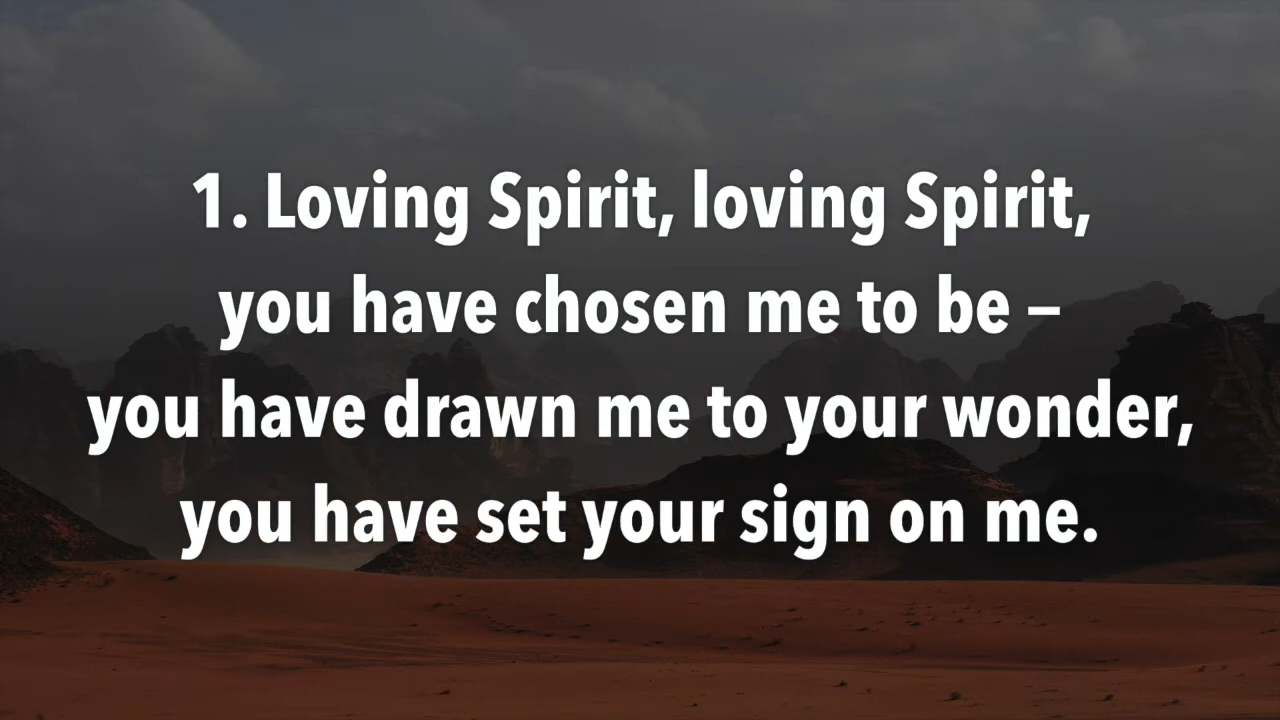 1. Loving Spirit, loving Spirit,
you have chosen me to be –
you have drawn me to your wonder,
you have set your sign on me.